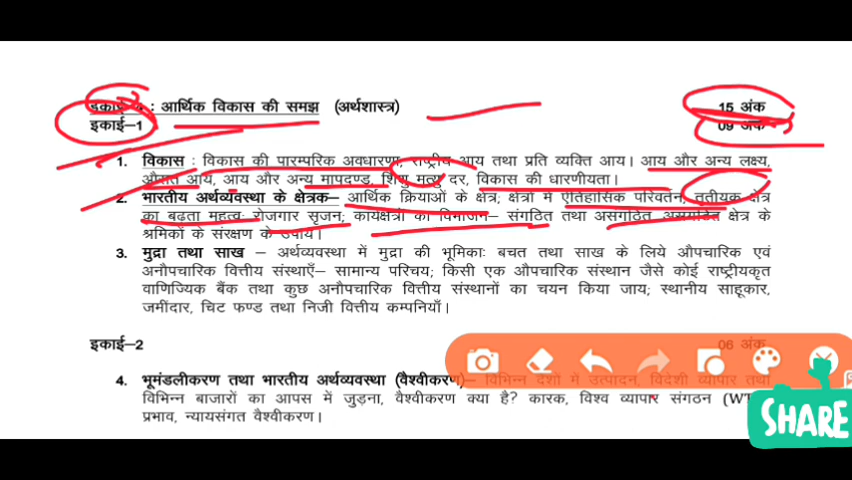 इकाई : आर्थिक विकास की समझ (अर्थशास्त्र) 15 अंक
इकाई–1 09 अंक
1. विकास : विकास की पारम्परिक अवधारणा, राष्ट्रीय आय तथा प्रति व्यक्ति आय। आय और अन्य लक्ष्य,
औसत आय, आय और अन्य मापदण्ड, शिशु मृत्यु दर, विकास की धारणीयता।
2. भारतीय अर्थव्यवस्था के क्षेत्रक– आर्थिक क्रियाओं के क्षेत्र; क्षेत्रों में ऐतिहासिक परिवर्तन, तृतीयक क्षेत्र
का बढ़ता महत्व; रोजगार सृजन; कार्यक्षेत्रों का विभाजन– संगठित तथा असंगठित, असंगठित क्षेत्र के
श्रमिकों के संरक्षण के उपाय।
3. मुद्रा तथा साख – अर्थव्यवस्था में मुद्रा की भूमिकाः बचत तथा साख के लिये औपचारिक एवं
अनौपचारिक वित्तीय संस्थाएँ– सामान्य परिचय; किसी एक औपचारिक संस्थान जैसे कोई राष्ट्रीयकृत
वाणिज्यिक बैंक तथा कुछ अनौपचारिक वित्तीय संस्थानों का चयन किया जाय; स्थानीय साहूकार,
जमींदार, चिट फण्ड तथा निजी वित्तीय कम्पनियाँ।
इकाई–2 06 अंक
4. भूमंडलीकरण तथा भारतीय अर्थव्यवस्था (वैश्वीकरण)– विभिन्न देशों में उत्पादन, विदेशी व्यापार तथा
विभिन्न बाजारों का आपस में जुड़ना, वैश्वीकरण क्या है? कारक, विश्व व्यापार संगठन (WT
प्रभाव, न्यायसंगत वैश्वीकरण।
SHARE